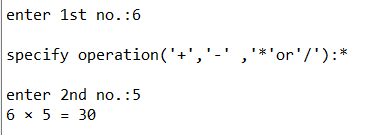 enter 1st no.:6
specify operation('+','-' ,'*'or'/'):*
enter 2nd no.:5
6 × 5 = 30